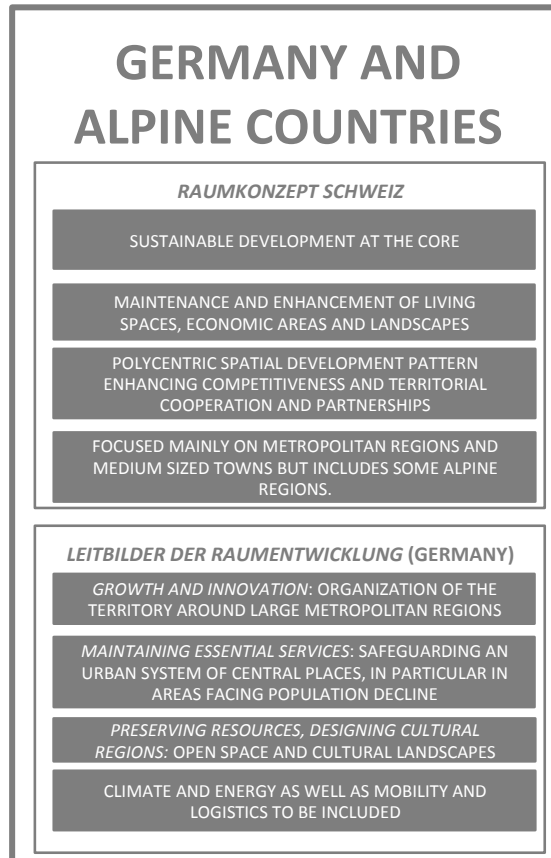 GERMANY AND
ALPINE COUNTRIES
RAUMKONZEPT SCHWEIZ
SUSTAINABLE DEVELOPMENT AT THE CORE
MAINTENANCE AND ENHANCEMENT OF LIVING
SPACES, ECONOMIC AREAS AND LANDSCAPES
POLYCENTRIC SPATIAL DEVELOPMENT PATTERN
ENHANCING COMPETITIVENESS AND TERRITORIAL
COOPERATION AND PARTNERSHIPS
FOCUSED MAINLY ON METROPOLITAN REGIONS AND
MEDIUM SIZED TOWNS BUT INCLUDES SOME ALPINE
REGIONS.
LEITBILDER DER RAUMENTWICKLUNG (GERMANY)
GROWTH AND INNOVATION: ORGANIZATION OF THE
TERRITORY AROUND LARGE METROPOLITAN REGIONS
MAINTAINING ESSENTIAL SERVICES: SAFEGUARDING AN
URBAN SYSTEM OF CENTRAL PLACES, IN PARTICULAR IN
AREAS FACING POPULATION DECLINE
PRESERVING RESOURCES, DESIGNING CULTURAL
REGIONS: OPEN SPACE AND CULTURAL LANDSCAPES
CLIMATE AND ENERGY AS WELL AS MOBILITY AND
LOGISTICS TO BE INCLUDED